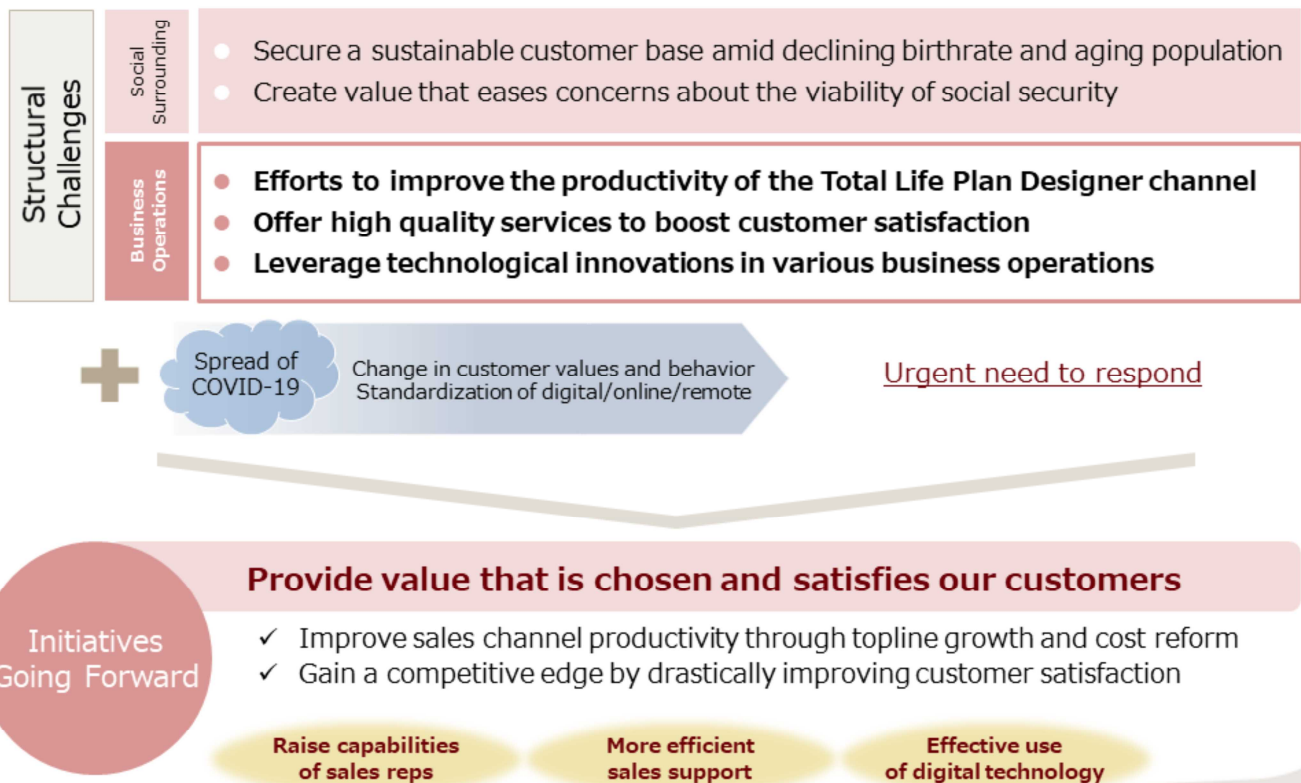 Structural
Challenges
Social
Surrounding
Secure a sustainable customer base amid declining birthrate and aging population
Create value that eases concerns about the viability of social security
Business
Operations
Efforts to improve the productivity of the Total Life Plan Designer channel
Offer high quality services to boost customer satisfaction
Leverage technological innovations in various business operations
Spread of
COVID-19
Change in customer values and behavior
Standardization of digital/online/remote
Urgent need to respond
Initiatives
Going Forward
Provide value that is chosen and satisfies our customers
✓ Improve sales channel productivity through topline growth and cost reform
✓ Gain a competitive edge by drastically improving customer satisfaction
Raise capabilities
of sales reps
More efficient
sales support
Effective use
of digital technology